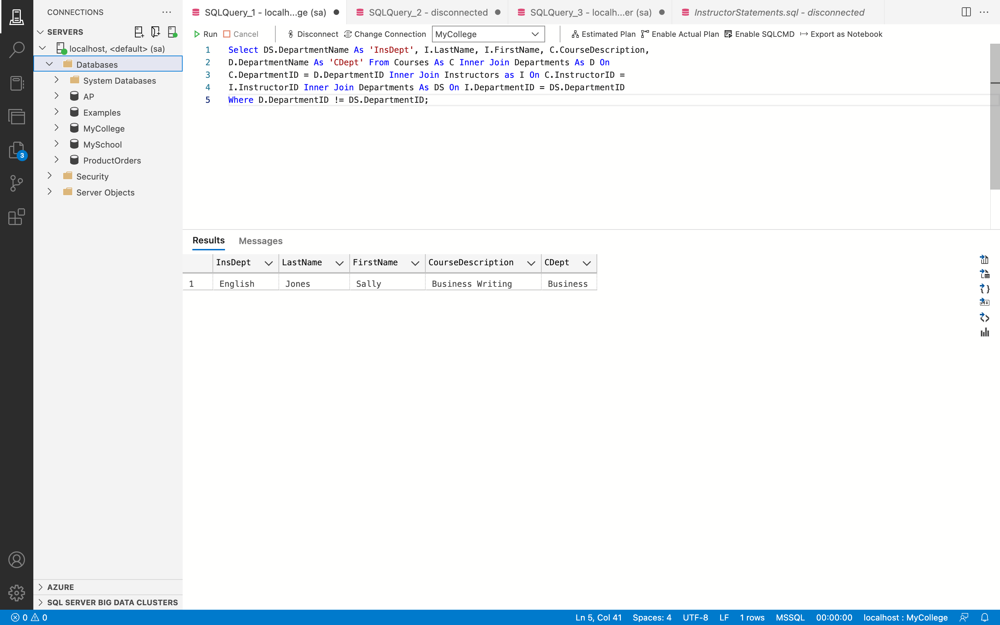 CONNECTIONS
SERVERS
localhost, <default> (sa)
Databases
System Databases
AP
Examples
MyCollege
MySchool
ProductOrders
Security
Server Objects
3
AZURE
SQL SERVER BIG DATA CLUSTERS
SQLQuery_1 - localh...ge (sa)
SQLQuery_2 - disconnected
SQLQuery_3 - localh...er (sa)
InstructorStatements.sql - disconnected
Run Cancel Disconnect Change Connection MyCollege Estimated Plan Enable Actual Plan Enable SQLCMD Export as Notebook
1 Select DS.DepartmentName As 'InsDept', I.LastName, I.FirstName, C.CourseDescription,
2 D.DepartmentName As 'CDept' From Courses As C Inner Join Departments As D On
3 C.DepartmentID = D.DepartmentID Inner Join Instructors as I On C.InstructorID =
4 I.InstructorID Inner Join Departments As DS On I.DepartmentID = DS.DepartmentID
5 Where D.DepartmentID != DS.DepartmentID;
Results Messages
InsDept LastName FirstName CourseDescription CDept
1 English Jones Sally Business Writing Business
0 0 Ln 5, Col 41 Spaces: 4 UTF-8 LF 1 rows MSSQL 00:00:00 localhost : MyCollege